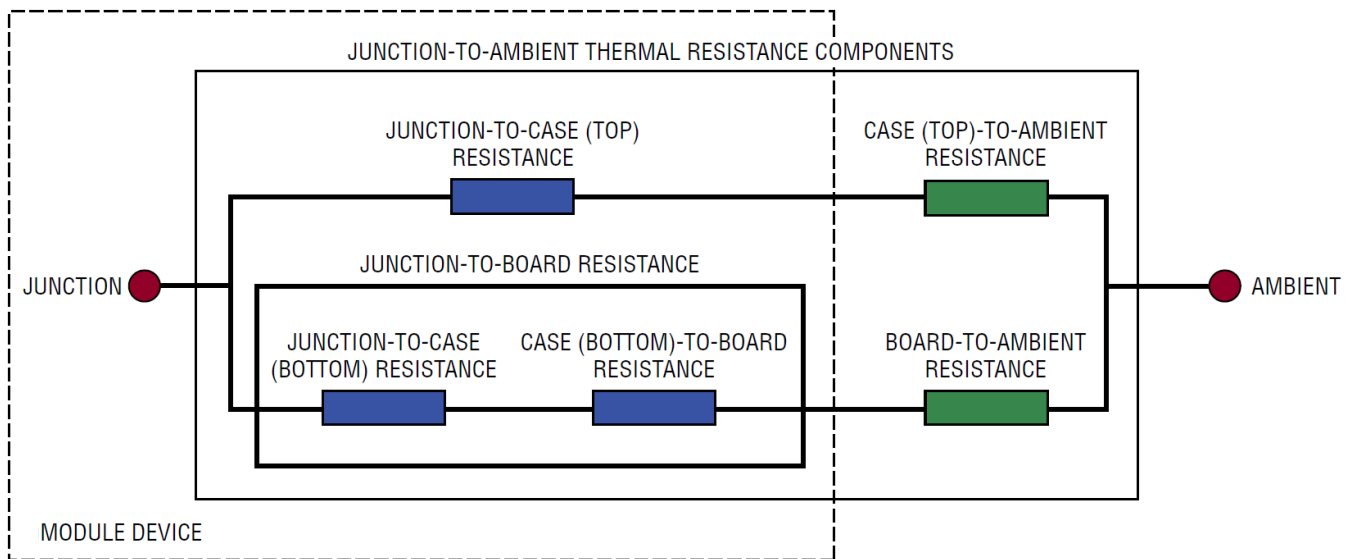 JUNCTION-TO-AMBIENT THERMAL RESISTANCE COMPONENTS
JUNCTION-TO-CASE (TOP)
RESISTANCE
CASE (TOP)-TO-AMBIENT
RESISTANCE
JUNCTION-TO-BOARD RESISTANCE
JUNCTION
AMBIENT
JUNCTION-TO-CASE
(BOTTOM) RESISTANCE
CASE (BOTTOM)-TO-BOARD
RESISTANCE
BOARD-TO-AMBIENT
RESISTANCE
MODULE DEVICE